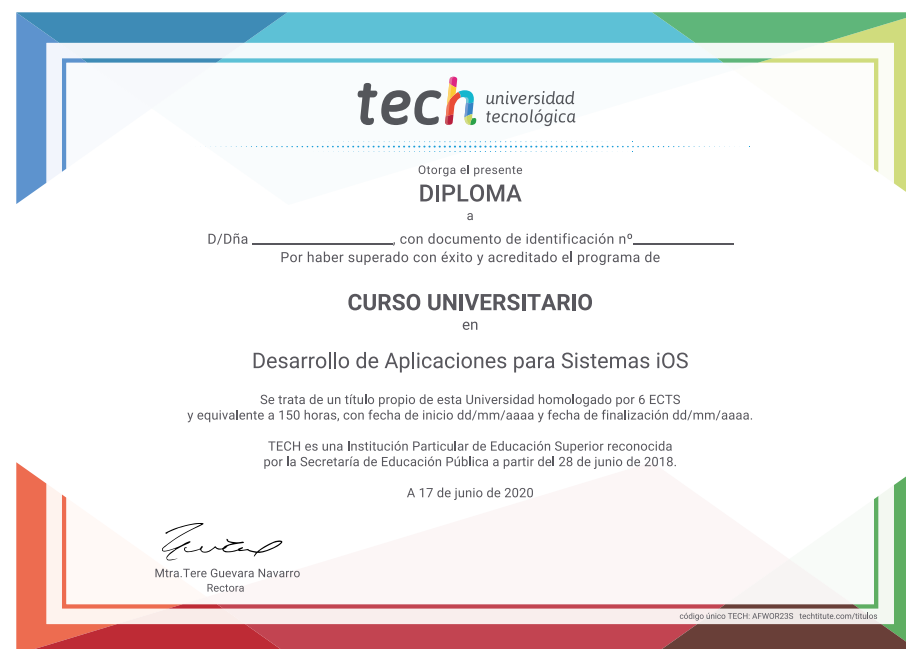 tech universidad
tecnológica
Otorga el presente
DIPLOMA
a
D/Dña ____________________, con documento de identificación nº______________
Por haber superado con éxito y acreditado el programa de
CURSO UNIVERSITARIO
en
Desarrollo de Aplicaciones para Sistemas iOS
Se trata de un título propio de esta Universidad homologado por 6 ECTS
y equivalente a 150 horas, con fecha de inicio dd/mm/aaaa y fecha de finalización dd/mm/aaaa.
TECH es una Institución Particular de Educación Superior reconocida
por la Secretaría de Educación Pública a partir del 28 de junio de 2018.
A 17 de junio de 2020
Mtra.Tere Guevara Navarro
Rectora
código único TECH: AFWOR23S techtitute.com/titulos